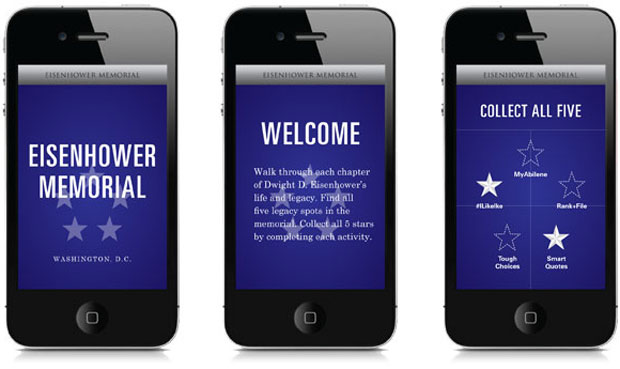 EISENHOWER MEMORIAL
EISENHOWER
MEMORIAL
WASHINGTON, D.C.
EISENHOWER MEMORIAL
WELCOME
Walk through each chapter
of Dwight D. Eisenhower's
life and legacy. Find all
five legacy spots in the
memorial. Collect all 5 stars
by completing each activity.
EISENHOWER MEMORIAL
COLLECT ALL FIVE
MyAbilene
#ILikeIke
Rank+File
Tough
Choices
Smart
Quotes